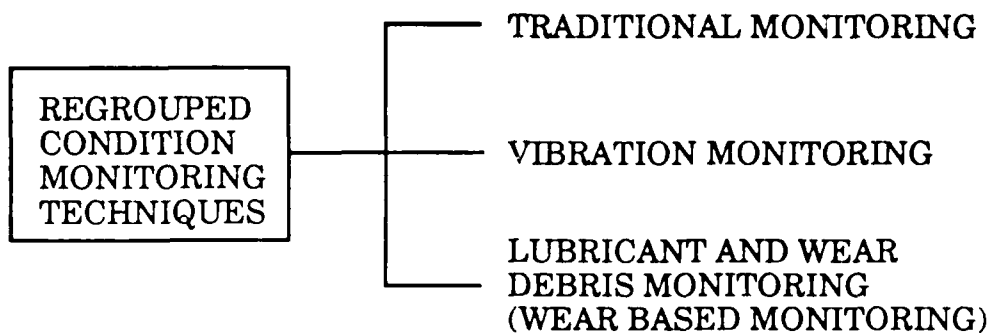 REGROUPED
CONDITION
MONITORING
TECHNIQUES
TRADITIONAL MONITORING
VIBRATION MONITORING
LUBRICANT AND WEAR
DEBRIS MONITORING
(WEAR BASED MONITORING)